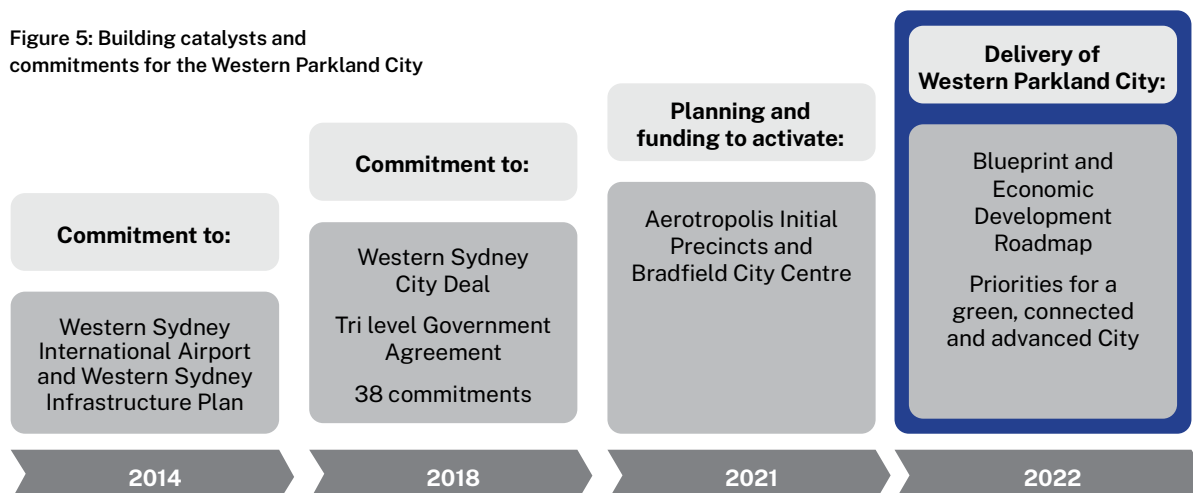 Figure 5: Building catalysts and
commitments for the Western Parkland City
Commitment to:
Western Sydney
International Airport
and Western Sydney
Infrastructure Plan
2014
Commitment to:
Western Sydney
City Deal
Tri level Government
Agreement
38 commitments
2018
Planning and
funding to activate:
Aerotropolis Initial
Precincts and
Bradfield City Centre
2021
Delivery of
Western Parkland City:
Blueprint and
Economic
Development
Roadmap
Priorities for a
green, connected
and advanced City
2022